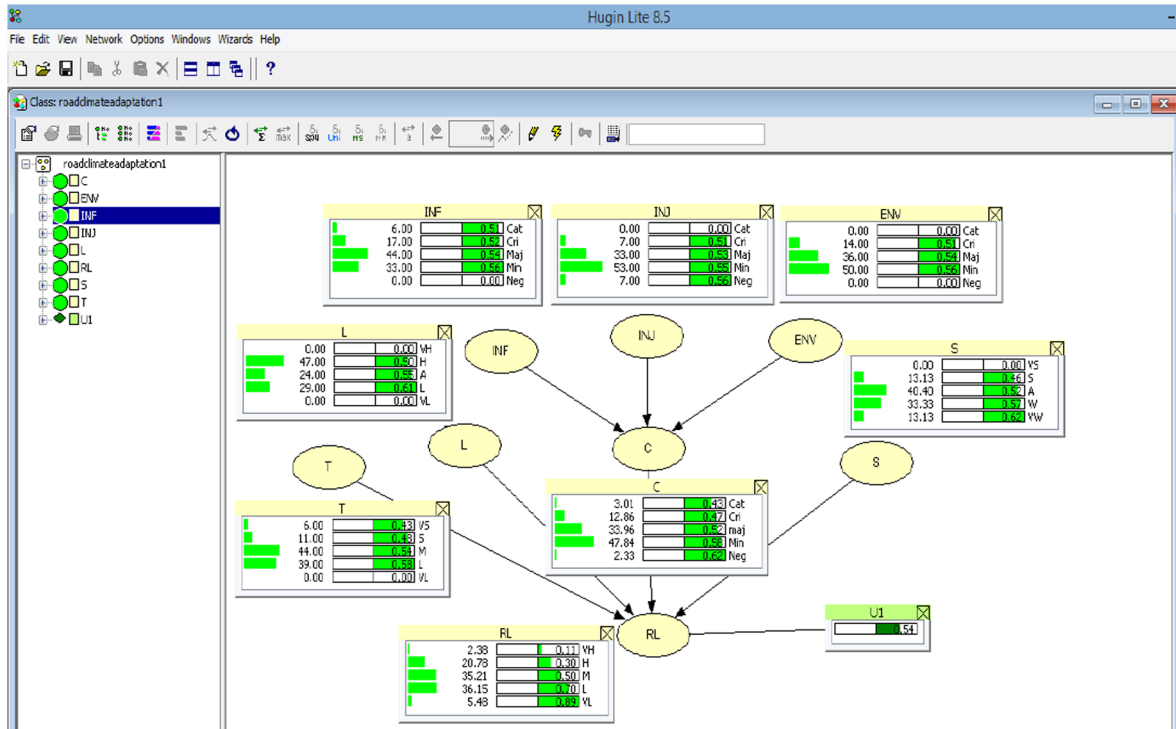 Hugin Lite 8.5
File Edit View Network Options Windows Wizards Help
Class: roadclimateadaptation1
roadclimateadaptation1
C
ENV
INF
INJ
L
RL
S
T
U1
INF
6.00 0.51 Cat
17.00 0.52 Cri
44.00 0.54 Maj
33.00 0.56 Min
0.00 0.00 Neg
INJ
0.00 0.00 Cat
7.00 0.51 Cri
33.00 0.53 Maj
53.00 0.55 Min
7.00 0.56 Neg
ENV
0.00 0.00 Cat
14.00 0.51 Cri
36.00 0.54 Maj
50.00 0.56 Min
0.00 0.00 Neg
L
0.00 0.00 VH
47.00 0.50 H
24.00 0.55 A
29.00 0.61 L
0.00 0.00 VL
INF
INJ
ENV
S
0.00 0.00 VS
13.13 0.46 S
40.40 0.52 A
33.33 0.57 W
13.13 0.62 VW
T
L
C
S
T
6.00 0.43 VS
11.00 0.48 S
44.00 0.54 M
39.00 0.58 L
0.00 0.00 VL
C
3.01 0.43 Cat
12.86 0.47 Cri
33.96 0.52 maj
47.84 0.58 Min
2.33 0.62 Neg
RL
2.38 0.11 VH
20.78 0.30 H
35.21 0.50 M
36.15 0.70 L
5.48 0.89 VL
RL
U1
0.54